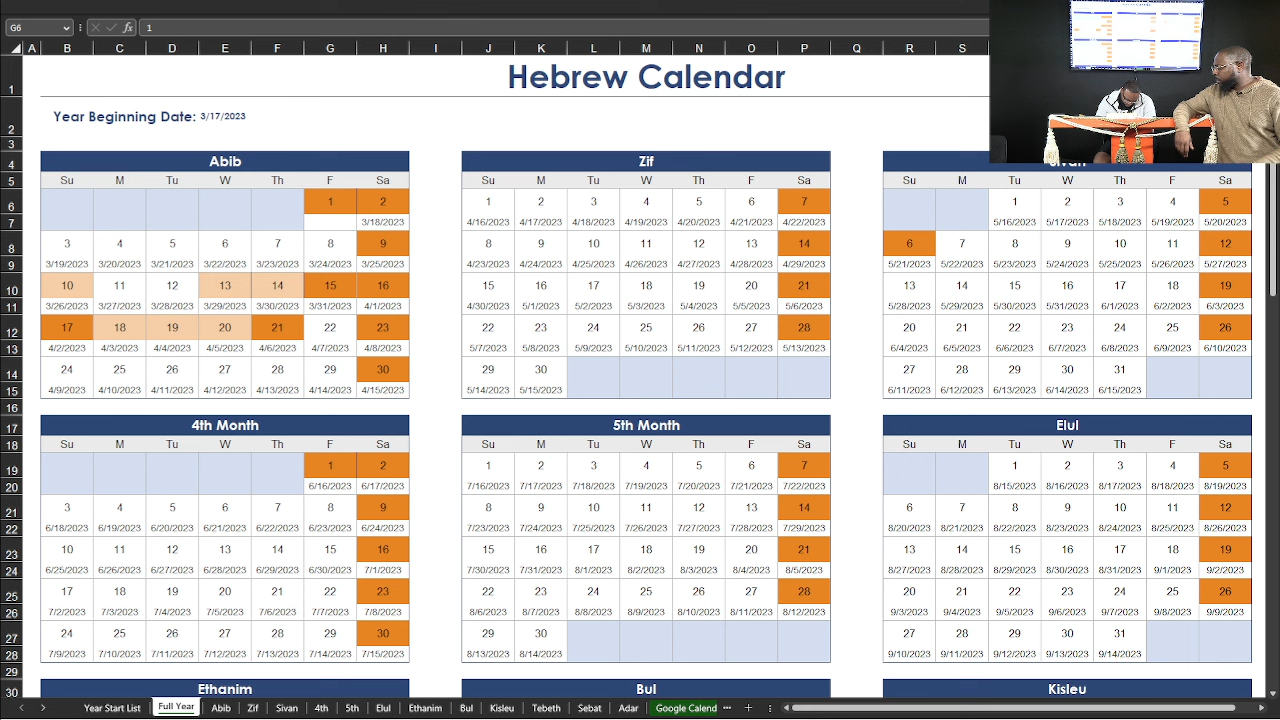 G6
fx
1
A B C D E F G H I J K L M N O P Q R S
Hebrew Calendar
Year Beginning Date: 3/17/2023
Abib
Su M Tu W Th F Sa
1 2
3/18/2023
3 4 5 6 7 8 9
3/19/2023 3/20/2023 3/21/2023 3/22/2023 3/23/2023 3/24/2023 3/25/2023
10 11 12 13 14 15 16
3/26/2023 3/27/2023 3/28/2023 3/29/2023 3/30/2023 3/31/2023 4/1/2023
17 18 19 20 21 22 23
4/2/2023 4/3/2023 4/4/2023 4/5/2023 4/6/2023 4/7/2023 4/8/2023
24 25 26 27 28 29 30
4/9/2023 4/10/2023 4/11/2023 4/12/2023 4/13/2023 4/14/2023 4/15/2023
Zif
Su M Tu W Th F Sa
1 2 3 4 5 6 7
4/16/2023 4/17/2023 4/18/2023 4/19/2023 4/20/2023 4/21/2023 4/22/2023
8 9 10 11 12 13 14
4/23/2023 4/24/2023 4/25/2023 4/26/2023 4/27/2023 4/28/2023 4/29/2023
15 16 17 18 19 20 21
4/30/2023 5/1/2023 5/2/2023 5/3/2023 5/4/2023 5/5/2023 5/6/2023
22 23 24 25 26 27 28
5/7/2023 5/8/2023 5/9/2023 5/10/2023 5/11/2023 5/12/2023 5/13/2023
29 30
5/14/2023 5/15/2023
Su M Tu W Th F Sa
1 2 3 4 5
5/16/2023 5/17/2023 5/18/2023 5/19/2023 5/20/2023
6 7 8 9 10 11 12
5/21/2023 5/22/2023 5/23/2023 5/24/2023 5/25/2023 5/26/2023 5/27/2023
13 14 15 16 17 18 19
5/28/2023 5/29/2023 5/30/2023 5/31/2023 6/1/2023 6/2/2023 6/3/2023
20 21 22 23 24 25 26
6/4/2023 6/5/2023 6/6/2023 6/7/2023 6/8/2023 6/9/2023 6/10/2023
27 28 29 30 31
6/11/2023 6/12/2023 6/13/2023 6/14/2023 6/15/2023
4th Month
Su M Tu W Th F Sa
1 2
6/16/2023 6/17/2023
3 4 5 6 7 8 9
6/18/2023 6/19/2023 6/20/2023 6/21/2023 6/22/2023 6/23/2023 6/24/2023
10 11 12 13 14 15 16
6/25/2023 6/26/2023 6/27/2023 6/28/2023 6/29/2023 6/30/2023 7/1/2023
17 18 19 20 21 22 23
7/2/2023 7/3/2023 7/4/2023 7/5/2023 7/6/2023 7/7/2023 7/8/2023
24 25 26 27 28 29 30
7/9/2023 7/10/2023 7/11/2023 7/12/2023 7/13/2023 7/14/2023 7/15/2023
5th Month
Su M Tu W Th F Sa
1 2 3 4 5 6 7
7/16/2023 7/17/2023 7/18/2023 7/19/2023 7/20/2023 7/21/2023 7/22/2023
8 9 10 11 12 13 14
7/23/2023 7/24/2023 7/25/2023 7/26/2023 7/27/2023 7/28/2023 7/29/2023
15 16 17 18 19 20 21
7/30/2023 7/31/2023 8/1/2023 8/2/2023 8/3/2023 8/4/2023 8/5/2023
22 23 24 25 26 27 28
8/6/2023 8/7/2023 8/8/2023 8/9/2023 8/10/2023 8/11/2023 8/12/2023
29 30
8/13/2023 8/14/2023
Elul
Su M Tu W Th F Sa
1 2 3 4 5
8/15/2023 8/16/2023 8/17/2023 8/18/2023 8/19/2023
6 7 8 9 10 11 12
8/20/2023 8/21/2023 8/22/2023 8/23/2023 8/24/2023 8/25/2023 8/26/2023
13 14 15 16 17 18 19
8/27/2023 8/28/2023 8/29/2023 8/30/2023 8/31/2023 9/1/2023 9/2/2023
20 21 22 23 24 25 26
9/3/2023 9/4/2023 9/5/2023 9/6/2023 9/7/2023 9/8/2023 9/9/2023
27 28 29 30 31
9/10/2023 9/11/2023 9/12/2023 9/13/2023 9/14/2023
Ethanim Bul Kisleu
Year Start List Full Year Abib Zif Sivan 4th 5th Elul Ethanim Bul Kisleu Tebeth Sebat Adar Google Calend ...